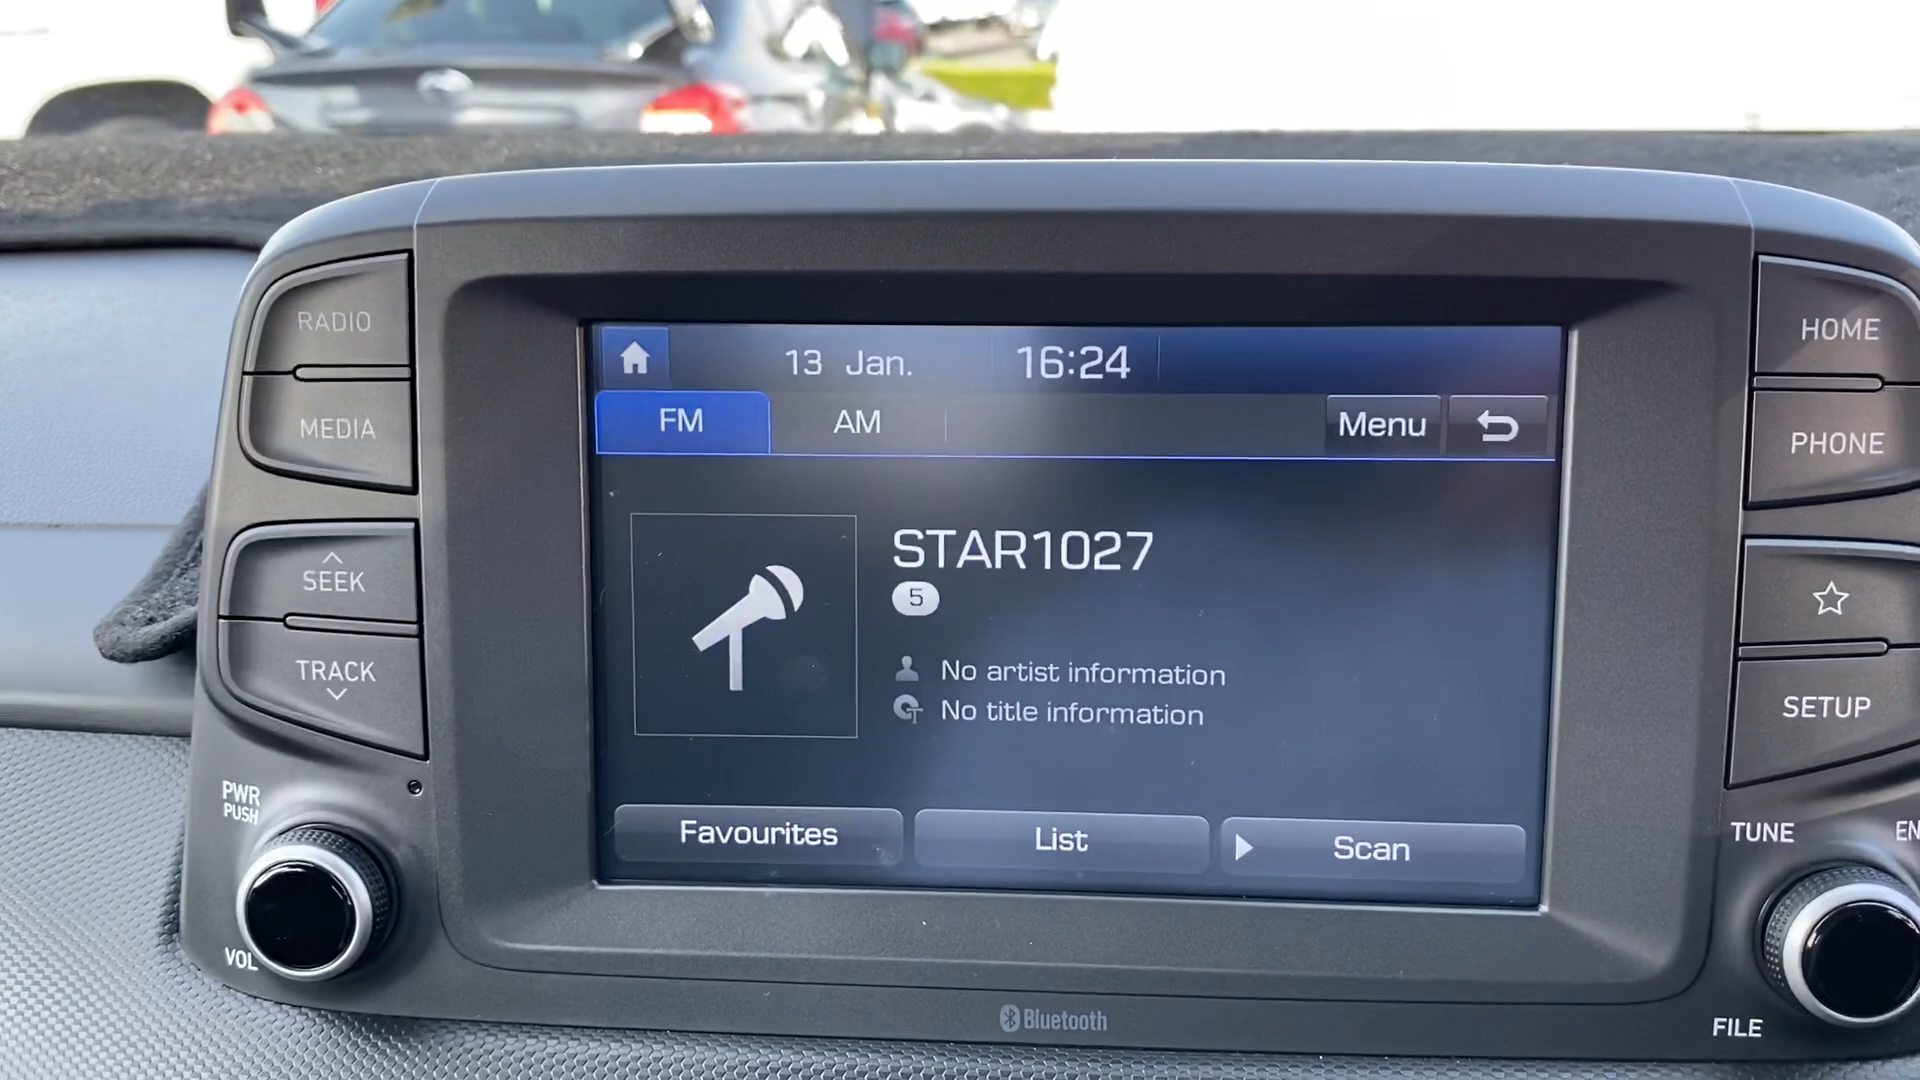 RADIO
MEDIA
SEEK
TRACK
PWR
PUSH
VOL
13 Jan. 16:24
FM AM Menu
STAR1027
5
No artist information
No title information
Favourites List Scan
Bluetooth
HOME
PHONE
SETUP
TUNE EN
FILE